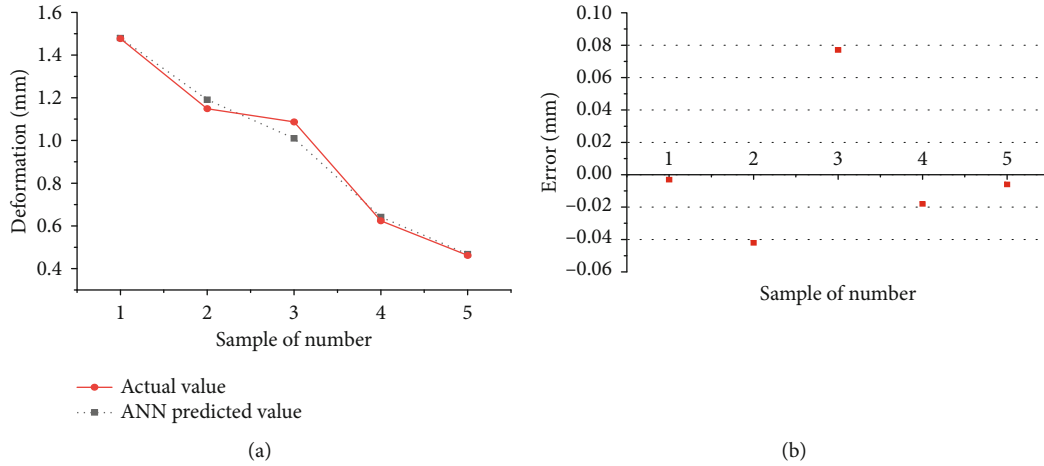 1.6
1.4
1.2
1.0
0.8
0.6
0.4
Deformation (mm)
1 2 3 4 5
Sample of number
Actual value
ANN predicted value
(a)
0.10
0.08
0.06
0.04
0.02
0.00
−0.02
−0.04
−0.06
Error (mm)
1 2 3 4 5
Sample of number
(b)